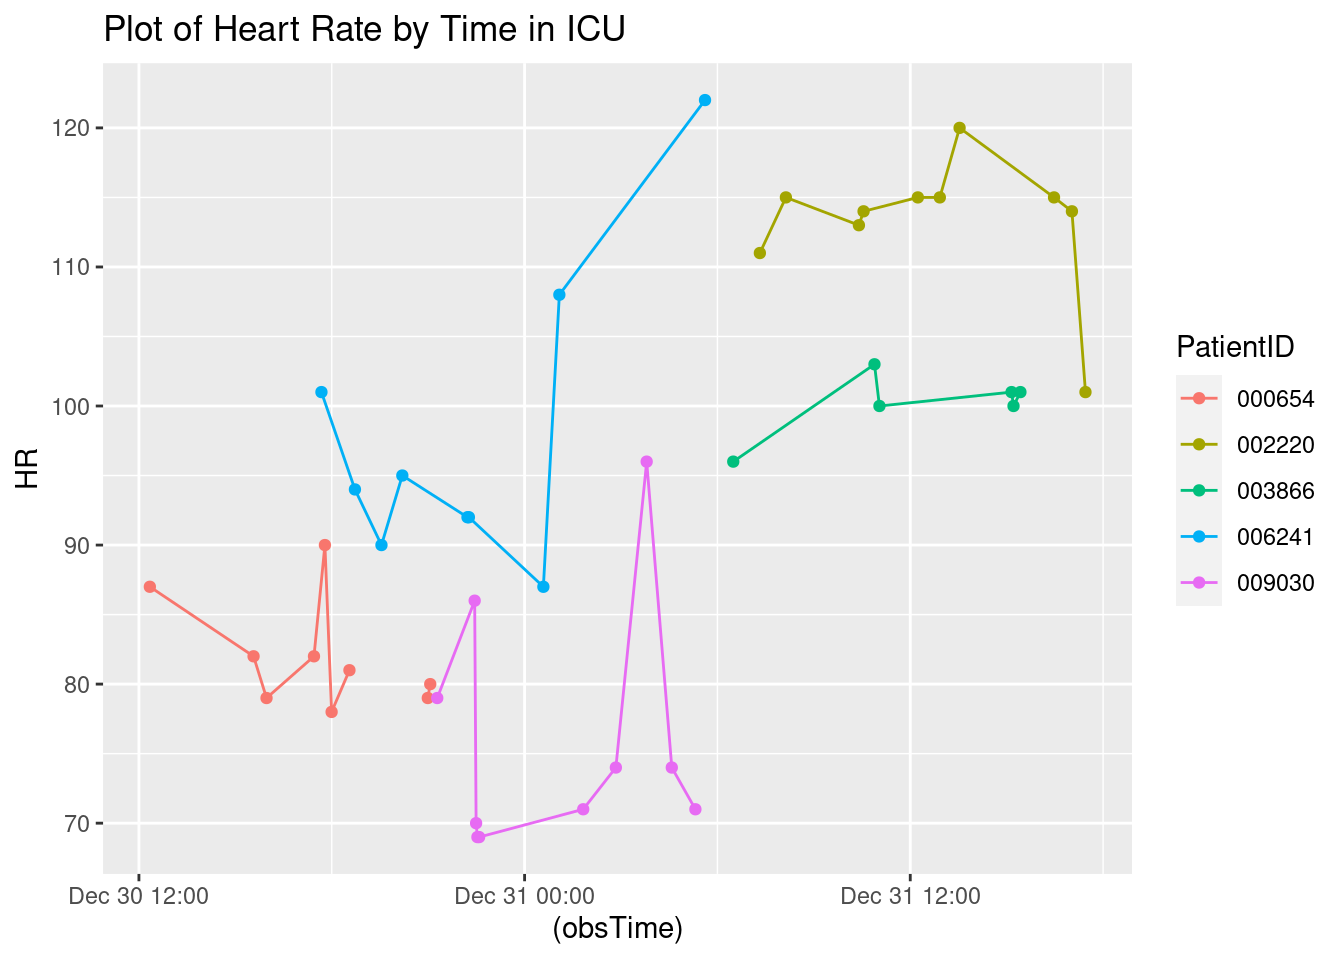 Plot of Heart Rate by Time in ICU
120
110
100
90
80
70
HR
Dec 30 12:00
Dec 31 00:00
Dec 31 12:00
(obsTime)
PatientID
000654
002220
003866
006241
009030